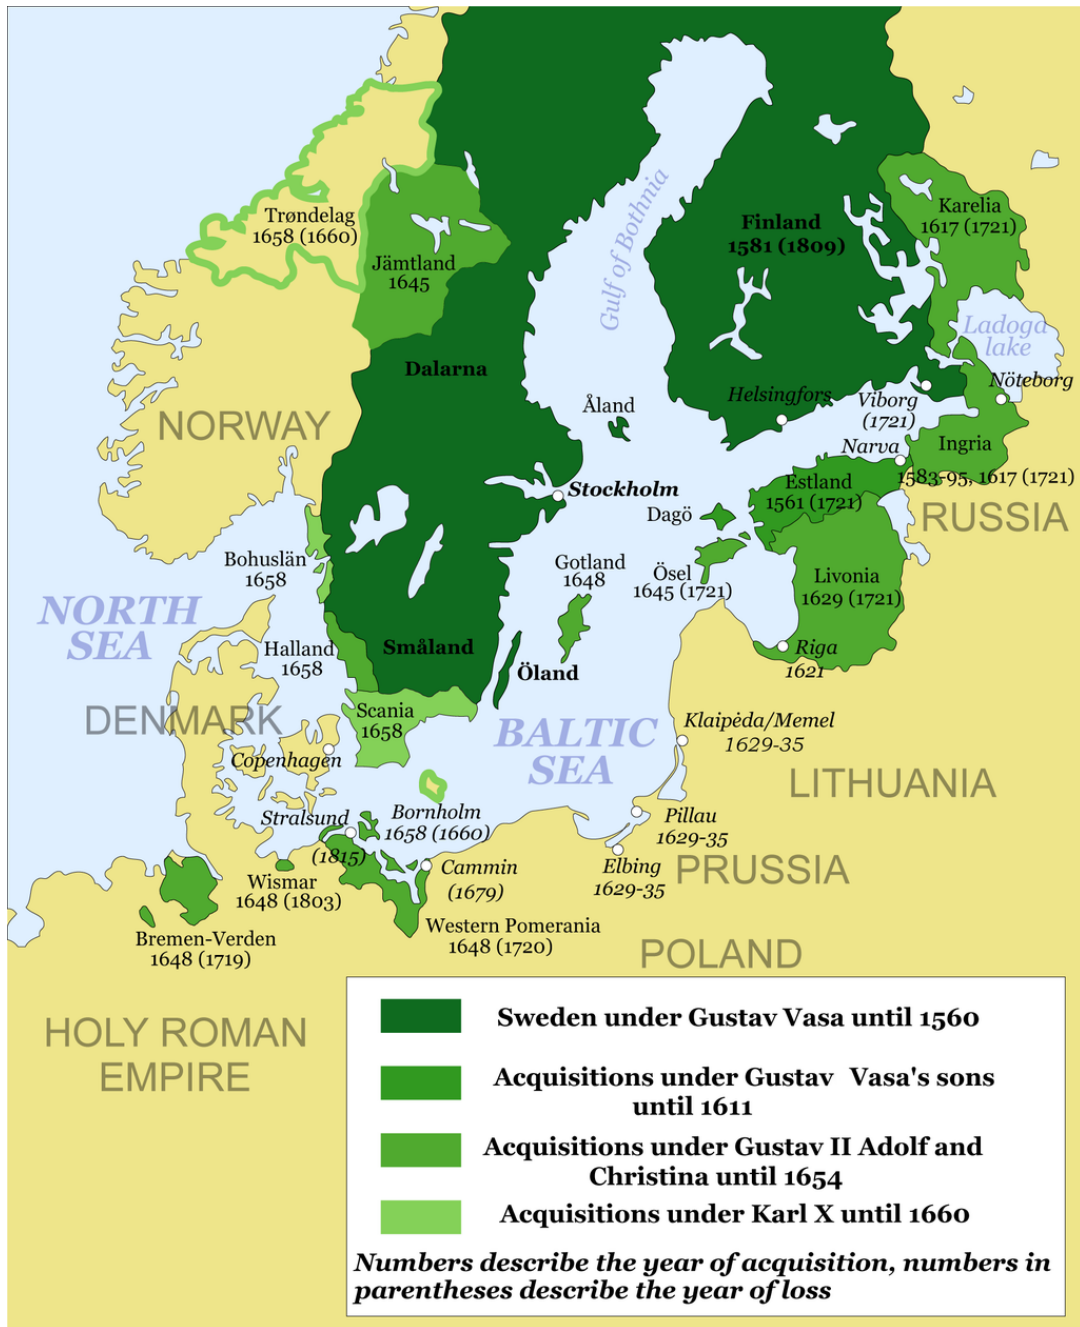 Trøndelag
1658 (1660)
Jämtland
1645
Gulf of Bothnia
Finland
1581 (1809)
Karelia
1617 (1721)
Ladoga
lake
Dalarna
NORWAY
Åland
Helsingfors
Viborg
(1721)
Nöteborg
Narva
Ingria
1583-95, 1617 (1721)
Stockholm
Estland
1561 (1721)
Dagö
RUSSIA
Bohuslän
1658
Gotland
1648
Ösel
1645 (1721)
Livonia
1629 (1721)
NORTH
SEA
Halland
1658
Småland
Öland
Riga
1621
DENMARK
Scania
1658
BALTIC
SEA
Klaipėda/Memel
1629-35
Copenhagen
LITHUANIA
Stralsund
(1815)
Bornholm
1658 (1660)
Pillau
1629-35
Elbing
1629-35
PRUSSIA
Wismar
1648 (1803)
Cammin
(1679)
Western Pomerania
1648 (1720)
Bremen-Verden
1648 (1719)
POLAND
HOLY ROMAN
EMPIRE
Sweden under Gustav Vasa until 1560
Acquisitions under Gustav Vasa's sons
until 1611
Acquisitions under Gustav II Adolf and
Christina until 1654
Acquisitions under Karl X until 1660
Numbers describe the year of acquisition, numbers in
parentheses describe the year of loss